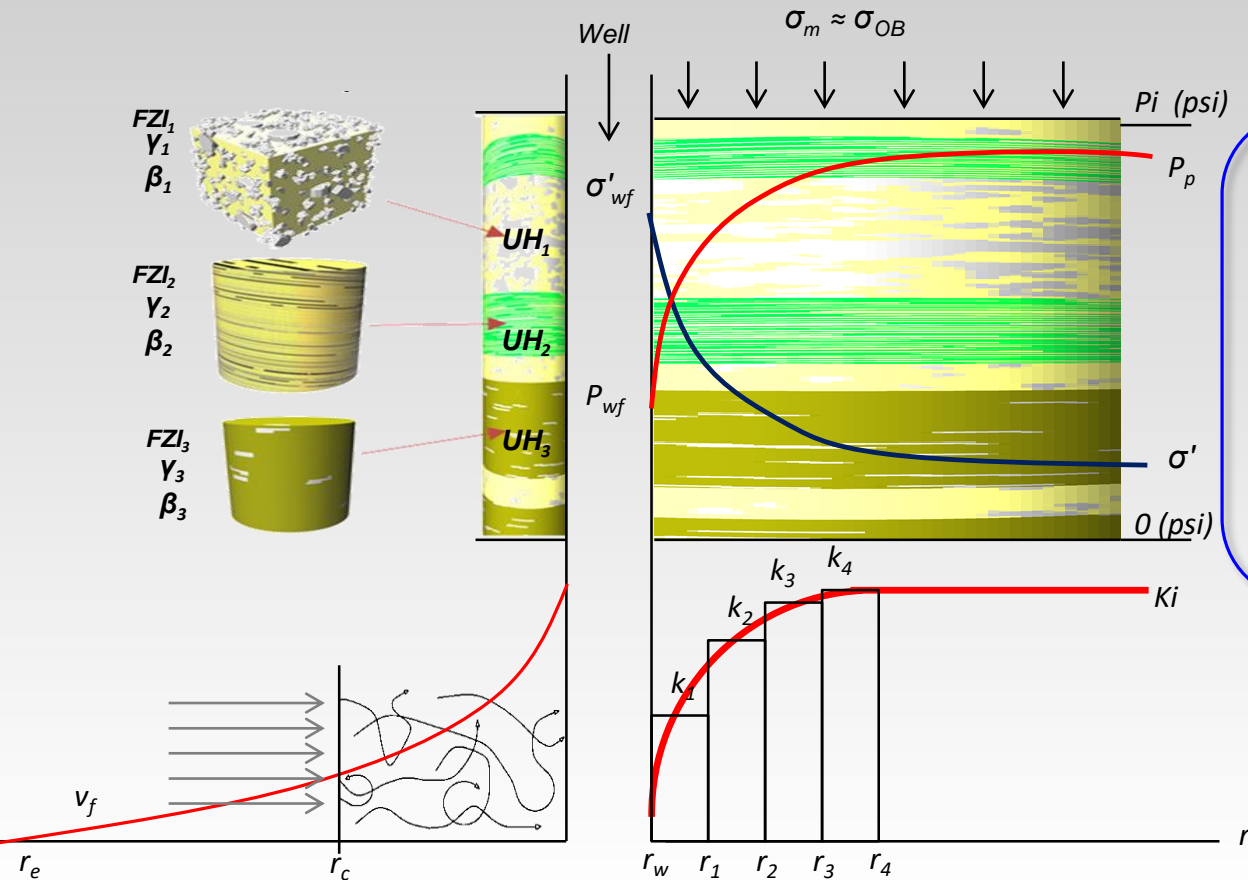 Well
σm ≈ σOB
Pi (psi)
FZI1
γ1
β1
σ'wf
Pp
UH1
FZI2
γ2
β2
UH2
Pwf
FZI3
γ3
β3
UH3
σ'
0 (psi)
k1
k2
k3
k4
Ki
vf
re
rc
rw
r1
r2
r3
r4
r